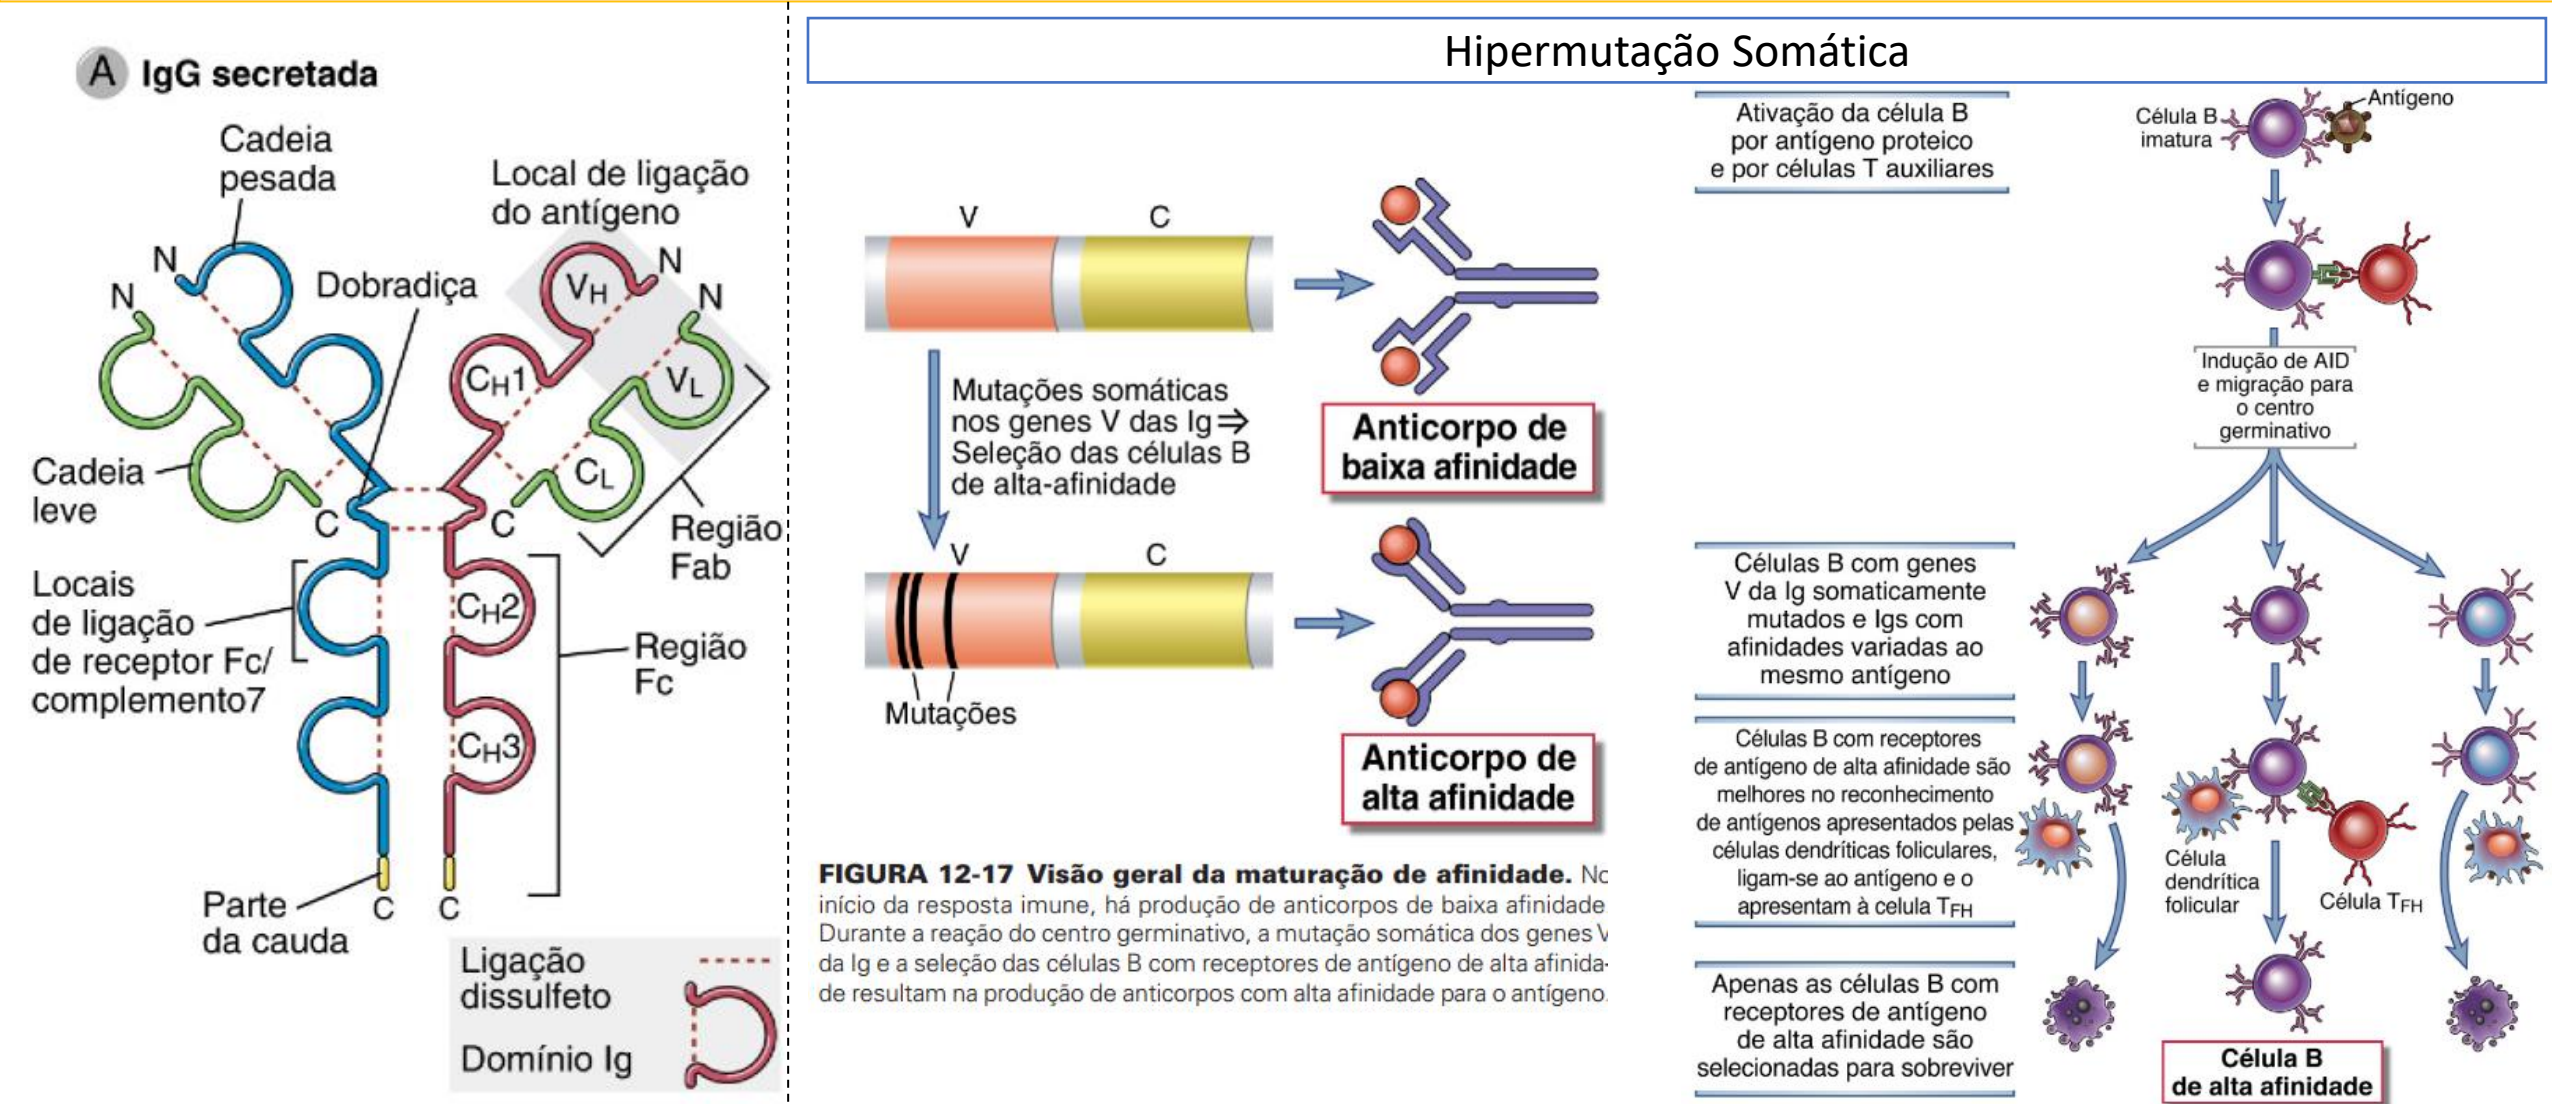 A IgG secretada
Cadeia
pesada
Local de ligação
do antígeno
N
N
Dobradiça
VH
N
N
CH1
VL
CL
Cadeia
leve
C
C
Região
Fab
Locais
de ligação
de receptor Fc/
complemento7
CH2
Região
Fc
CH3
Parte
da cauda
C
C
Ligação
dissulfeto
Domínio Ig
Hipermutação Somática
V
C
Mutações somáticas
nos genes V das Ig⇒
Seleção das células B
de alta-afinidade
Anticorpo de
baixa afinidade
V
C
Mutações
Anticorpo de
alta afinidade
FIGURA 12-17 Visão geral da maturação de afinidade. No
início da resposta imune, há produção de anticorpos de baixa afinidade
Durante a reação do centro germinativo, a mutação somática dos genes V
da Ig e a seleção das células B com receptores de antígeno de alta afinida-
de resultam na produção de anticorpos com alta afinidade para o antígeno.
Ativação da célula B
por antígeno proteico
e por células T auxiliares
Célula B
imatura
Antígeno
Indução de AID
e migração para
o centro
germinativo
Células B com genes
V da Ig somaticamente
mutados e Igs com
afinidades variadas ao
mesmo antígeno
Células B com receptores
de antígeno de alta afinidade são
melhores no reconhecimento
de antígenos apresentados pelas
células dendríticas foliculares,
ligam-se ao antígeno e o
apresentam à celula TFH
Célula
dendrítica
folicular
Célula TFH
Apenas as células B com
receptores de antígeno
de alta afinidade são
selecionadas para sobreviver
Célula B
de alta afinidade